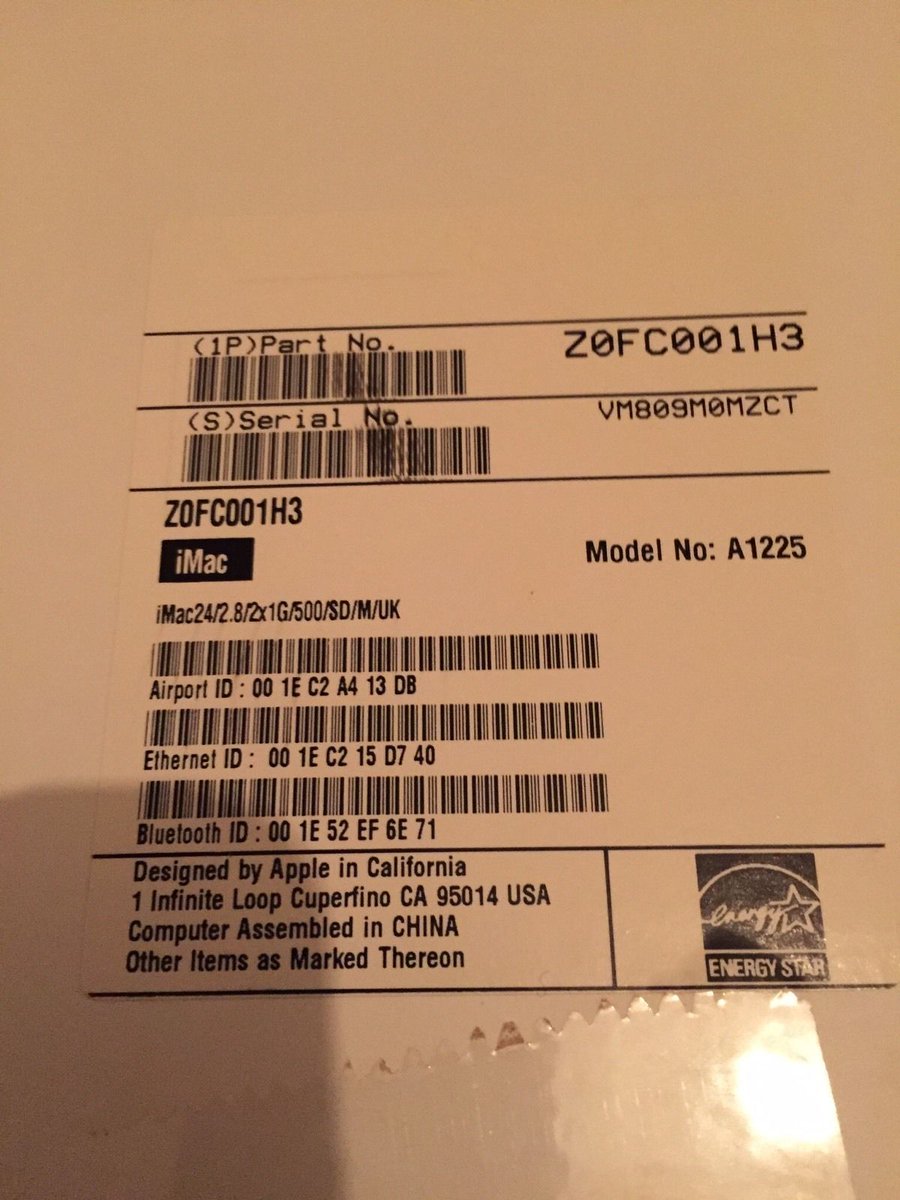 (1P)Part No. Z0FC001H3
(S)Serial No. VM809M0MZCT
Z0FC001H3
iMac
Model No: A1225
iMac24/2.8/2x1G/500/SD/M/UK
Airport ID : 00 1E C2 A4 13 DB
Ethernet ID : 00 1E C2 15 D7 40
Bluetooth ID : 00 1E 52 EF 6E 71
Designed by Apple in California
1 Infinite Loop Cuperfino CA 95014 USA
Computer Assembled in CHINA
Other Items as Marked Thereon
energy
ENERGY STAR